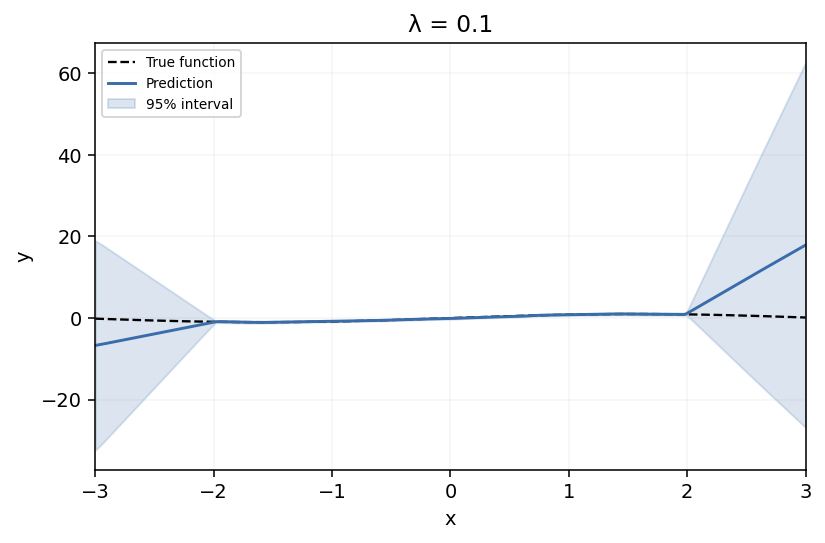 λ = 0.1
True function
Prediction
95% interval
60
40
20
0
−20
y
−3 −2 −1 0 1 2 3
x